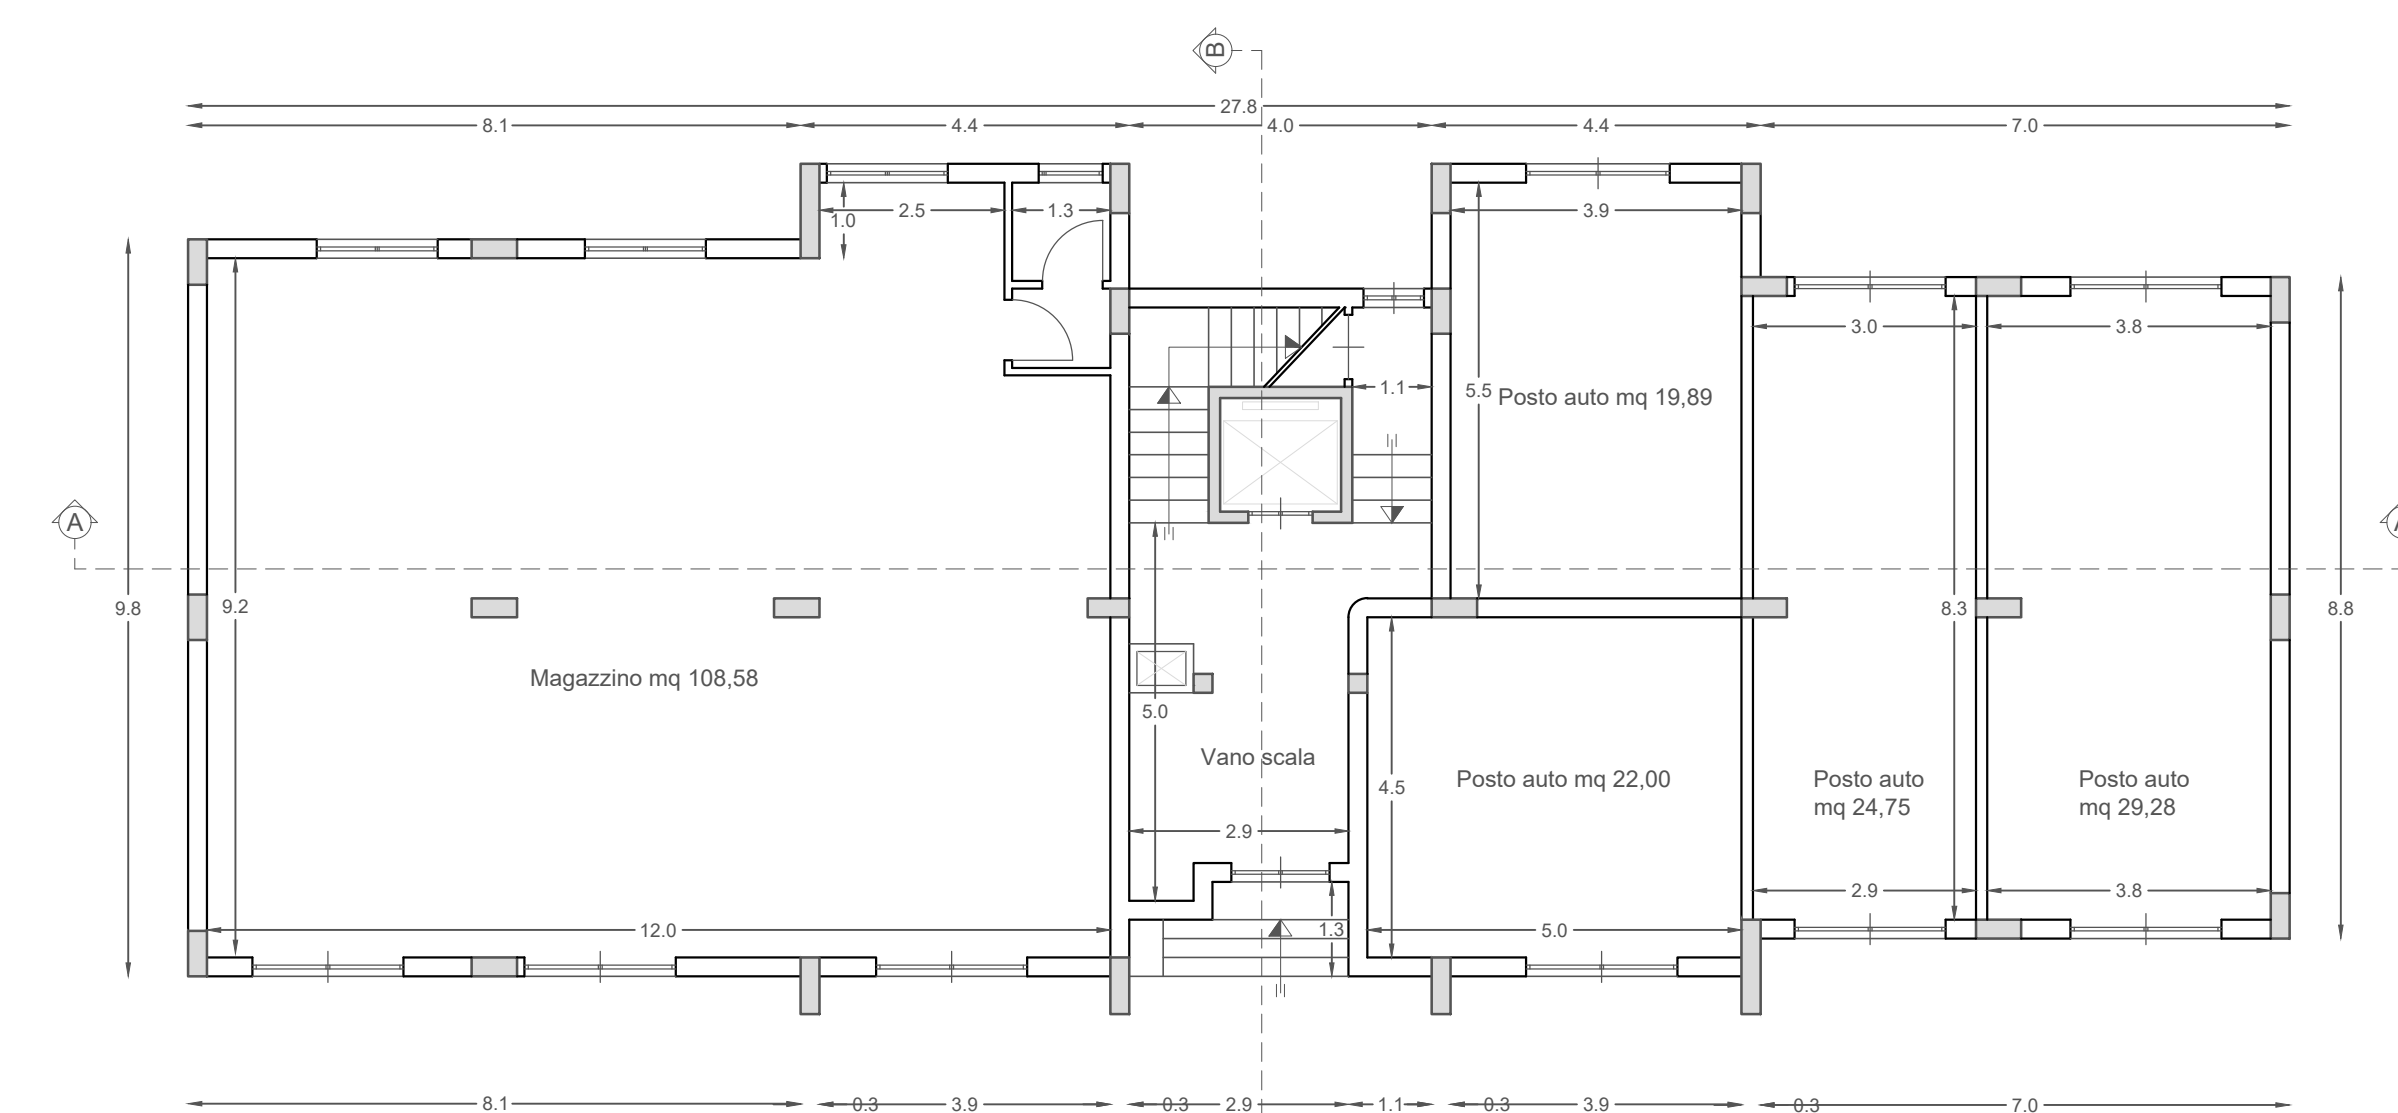 B
27.8
8.1 4.4 4.0 4.4 7.0
1.0 2.5 1.3 3.9
3.0 3.8
1.1 5.5 Posto auto mq 19,89
A
9.8 9.2 8.3 8.8
Magazzino mq 108,58
5.0
Vano scala
4.5 Posto auto mq 22,00
Posto auto
mq 24,75
Posto auto
mq 29,28
2.9
2.9 3.8
12.0 1.3 5.0
8.1 0.3 3.9 0.3 2.9 1.1 0.3 3.9 0.3 7.0